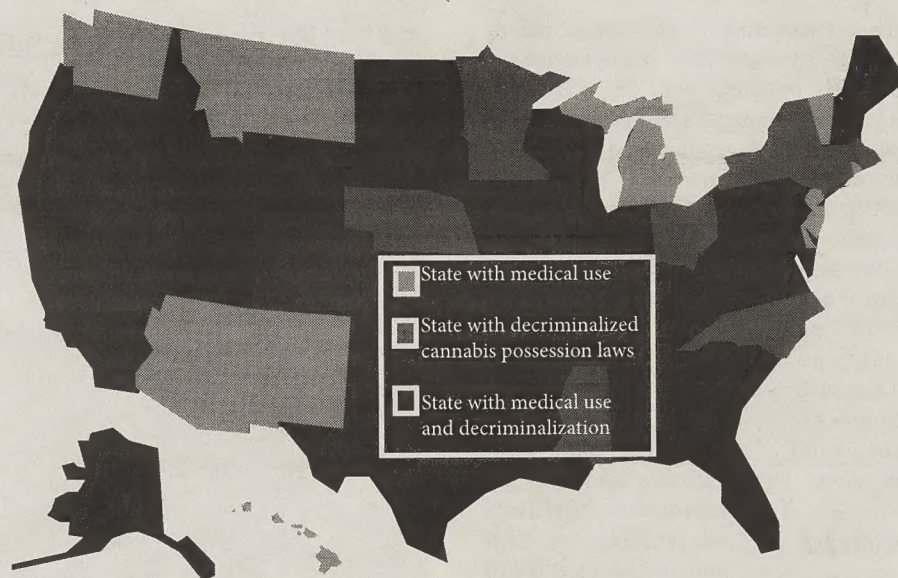 State with medical use
State with decriminalized
cannabis possession laws
State with medical use
and decriminalization